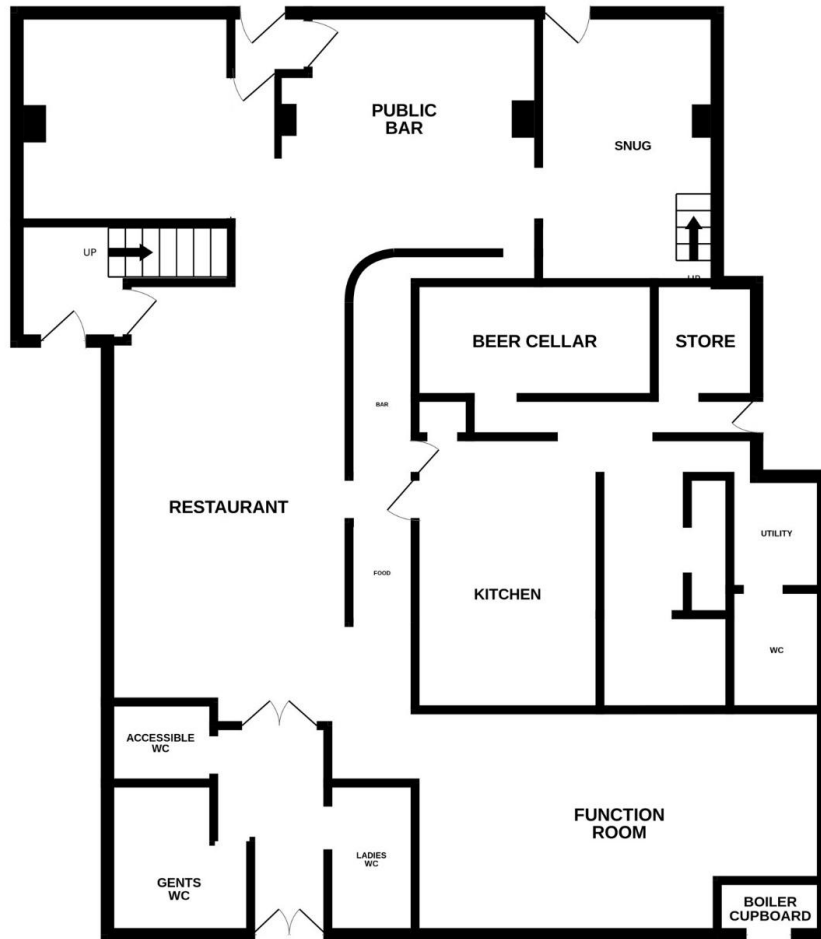 PUBLIC
BAR
SNUG
UP
UP
BEER CELLAR
STORE
BAR
RESTAURANT
UTILITY
FOOD
KITCHEN
WC
ACCESSIBLE
WC
FUNCTION
ROOM
LADIES
WC
GENTS
WC
BOILER
CUPBOARD